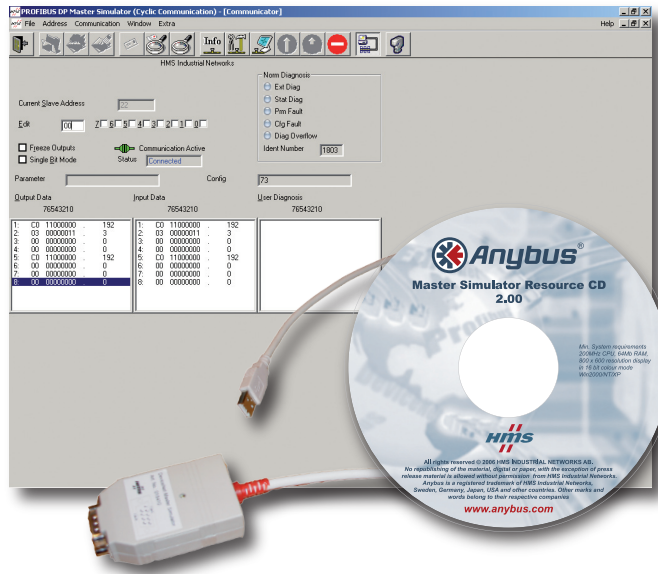 PROFIBUS DP Master Simulator (Cyclic Communication) - [Communicator]
File Address Communication Window Extra Help
Info
HMS Industrial Networks
Norm Diagnosis
Ext Diag
Stat Diag
Prm Fault
Cfg Fault
Diag Overflow
Ident Number 1803
Current Slave Address 22
Edit 00 7 6 5 4 3 2 1 0
Freeze Outputs
Single Bit Mode
Communication Active
Status Connected
Parameter Config 73
Output Data Input Data User Diagnosis
76543210 76543210 76543210
1: C0 11000000 . 192 1: C0 11000000 . 192
2: 03 00000011 . 3 2: 03 00000011 . 3
3: 00 00000000 . 0 3: 00 00000000 . 0
4: 00 00000000 . 0 4: 00 00000000 . 0
5: C0 11000000 . 192 5: C0 11000000 . 192
6: 00 00000000 . 0 6: 00 00000000 . 0
7: 00 00000000 . 0 7: 00 00000000 . 0
8: 00 00000000 . 0 8: 00 00000000 . 0
Anybus®
Master Simulator Resource CD
2.00
Min. System requirements
200MHz CPU, 64Mb RAM,
800 x 600 resolution display
in 16 bit colour mode
Win2000/NT/XP
HMS
All rights reserved © 2006 HMS INDUSTRIAL NETWORKS AB.
No republishing of the material, digital or paper, with the exception of press
release material is allowed without permission from HMS Industrial Networks.
Anybus is a registered trademark of HMS Industrial Networks,
Sweden, Germany, Japan, USA and other countries. Other marks and
words belong to their respective companies
www.anybus.com